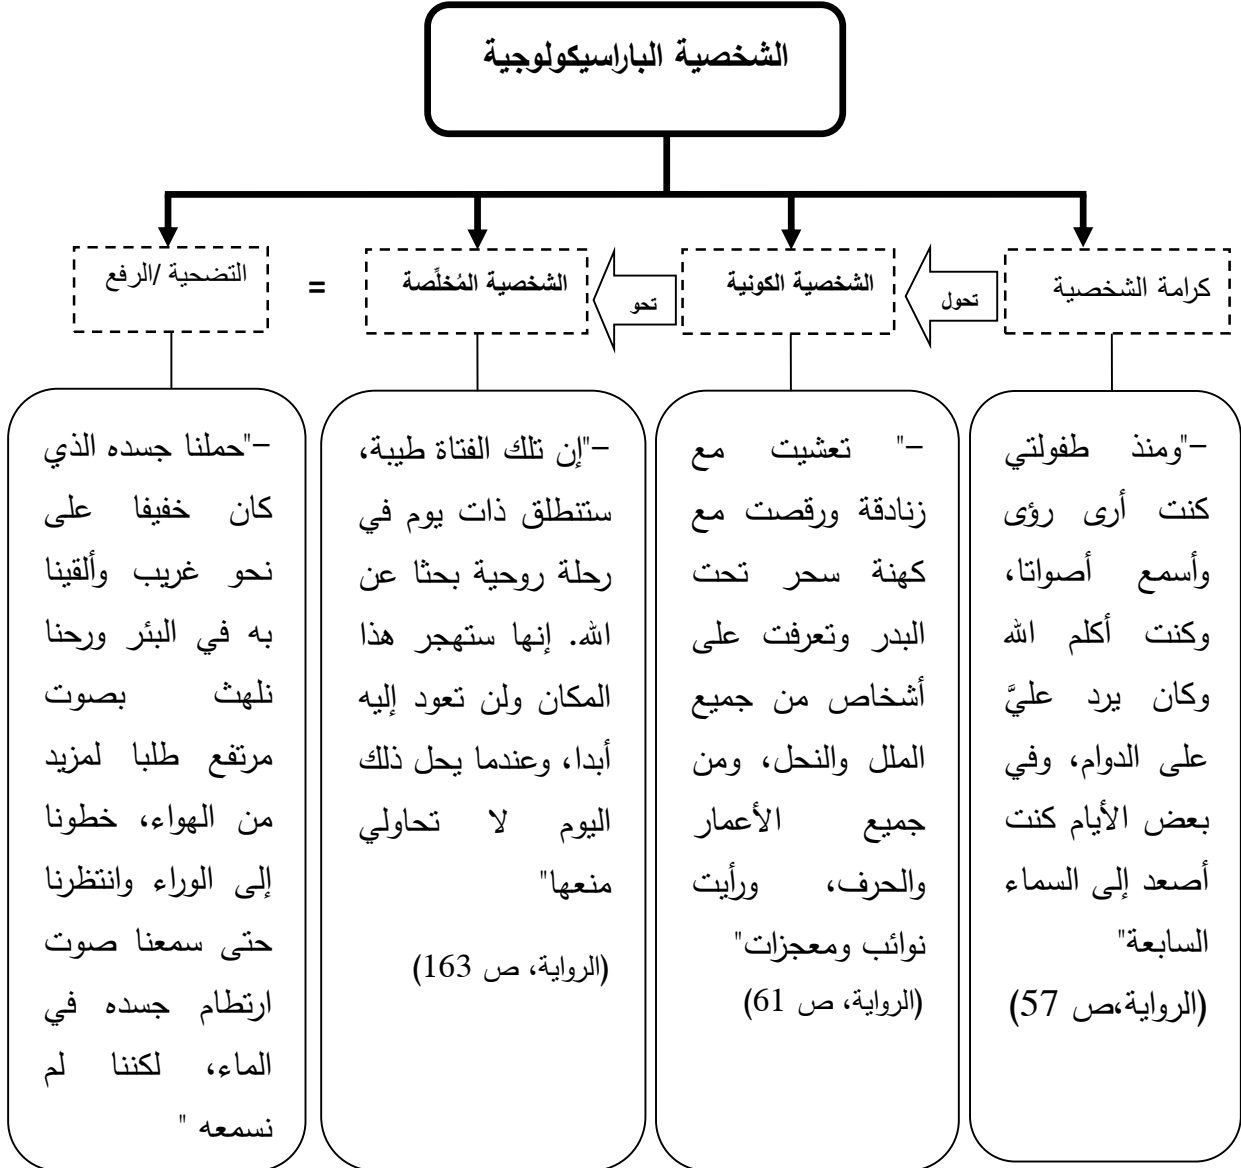 الشخصية الباراسيكولوجية
كرامة الشخصية
تحول
الشخصية الكونية
نحو
الشخصية المُخلِّصة
=
التضحية /الرفع
–"ومنذ طفولتي
كنت أرى رؤى
وأسمع أصواتا،
وكنت أكلم الله
وكان يرد عليَّ
على الدوام، وفي
بعض الأيام كنت
أصعد إلى السماء
السابعة"
(الرواية،ص 57)
–" تعشيت مع
زنادقة ورقصت مع
كهنة سحر تحت
البدر وتعرفت على
أشخاص من جميع
الملل والنحل، ومن
جميع الأعمار
والحرف، ورأيت
نوائب ومعجزات"
(الرواية، ص 61)
–"إن تلك الفتاة طيبة،
ستنطلق ذات يوم في
رحلة روحية بحثا عن
الله. إنها ستهجر هذا
المكان ولن تعود إليه
أبدا، وعندما يحل ذلك
اليوم لا تحاولي
منعها"
(الرواية، ص 163)
–"حملنا جسده الذي
كان خفيفا على
نحو غريب وألقينا
به في البئر ورحنا
نلهث بصوت
مرتفع طلبا لمزيد
من الهواء، خطونا
إلى الوراء وانتظرنا
حتى سمعنا صوت
ارتطام جسده في
الماء، لكننا لم
نسمعه "